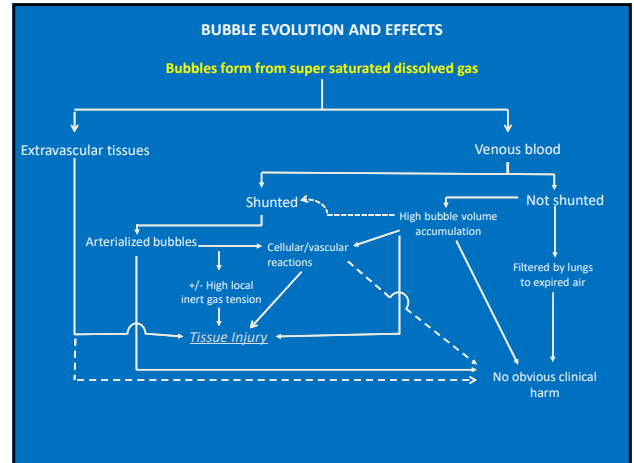 BUBBLE EVOLUTION AND EFFECTS
Bubbles form from super saturated dissolved gas
Extravascular tissues
Venous blood
Shunted
Not shunted
High bubble volume
accumulation
Arterialized bubbles
Cellular/vascular
reactions
Filtered by lungs
to expired air
+/- High local
inert gas tension
Tissue Injury
No obvious clinical
harm